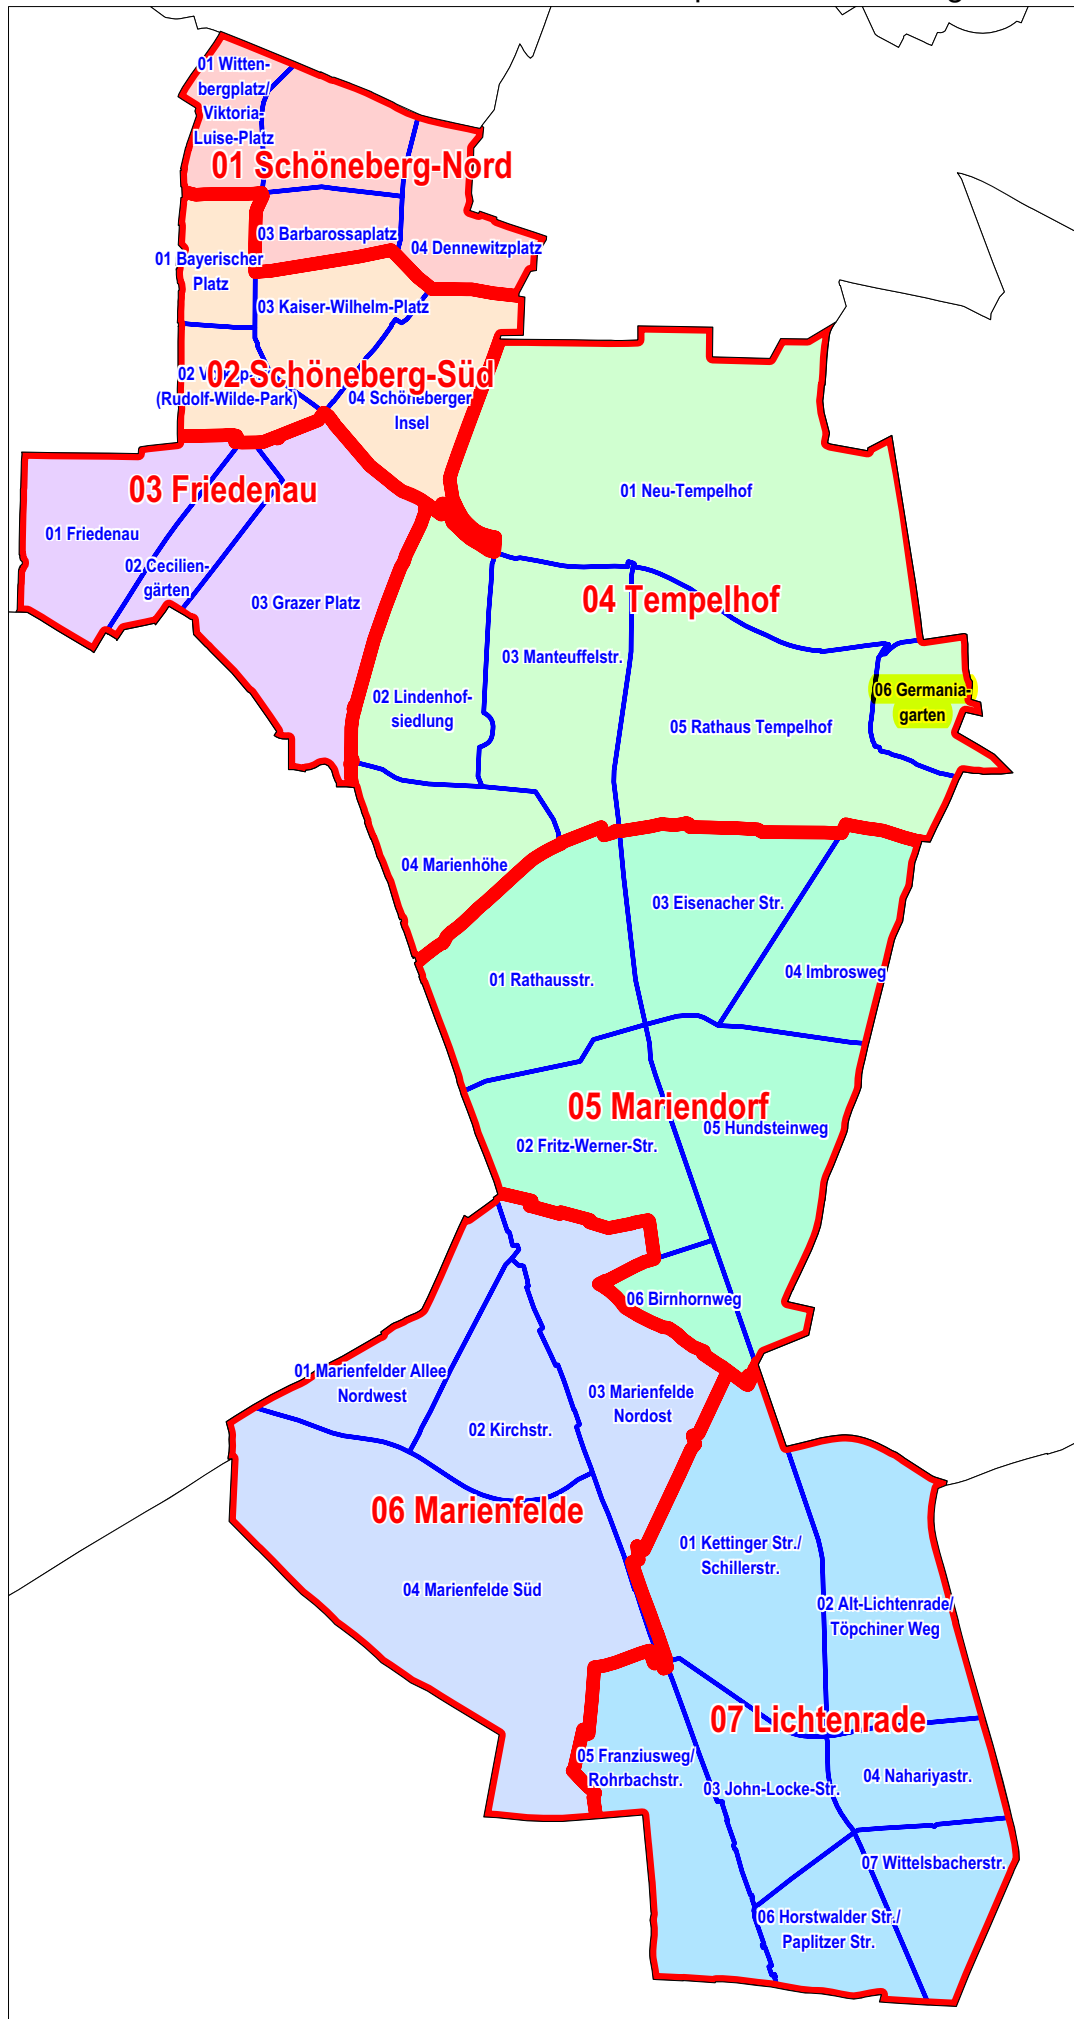 01 Witten-
bergplatz/
Viktoria-
Luise-Platz
01 Schöneberg-Nord
03 Barbarossaplatz
04 Dennewitzplatz
01 Bayerischer
Platz
03 Kaiser-Wilhelm-Platz
02 Schöneberg-Süd
02
(Rudolf-Wilde-Park)
04 Schöneberger
Insel
03 Friedenau
01 Friedenau
02 Cecilien-
gärten
03 Grazer Platz
01 Neu-Tempelhof
04 Tempelhof
03 Manteuffelstr.
02 Lindenhof-
siedlung
05 Rathaus Tempelhof
06 Germania-
garten
04 Marienhöhe
03 Eisenacher Str.
04 Imbrosweg
01 Rathausstr.
05 Mariendorf
05 Hundsteinweg
02 Fritz-Werner-Str.
06 Birnhornweg
01 Marienfelder Allee
Nordwest
03 Marienfelde
Nordost
02 Kirchstr.
06 Marienfelde
04 Marienfelde Süd
01 Kettinger Str./
Schillerstr.
02 Alt-Lichtenrade/
Töpchiner Weg
07 Lichtenrade
05 Franziusweg/
Rohrbachstr.
03 John-Locke-Str.
04 Nahariyastr.
07 Wittelsbacherstr.
06 Horstwalder Str./
Paplitzer Str.